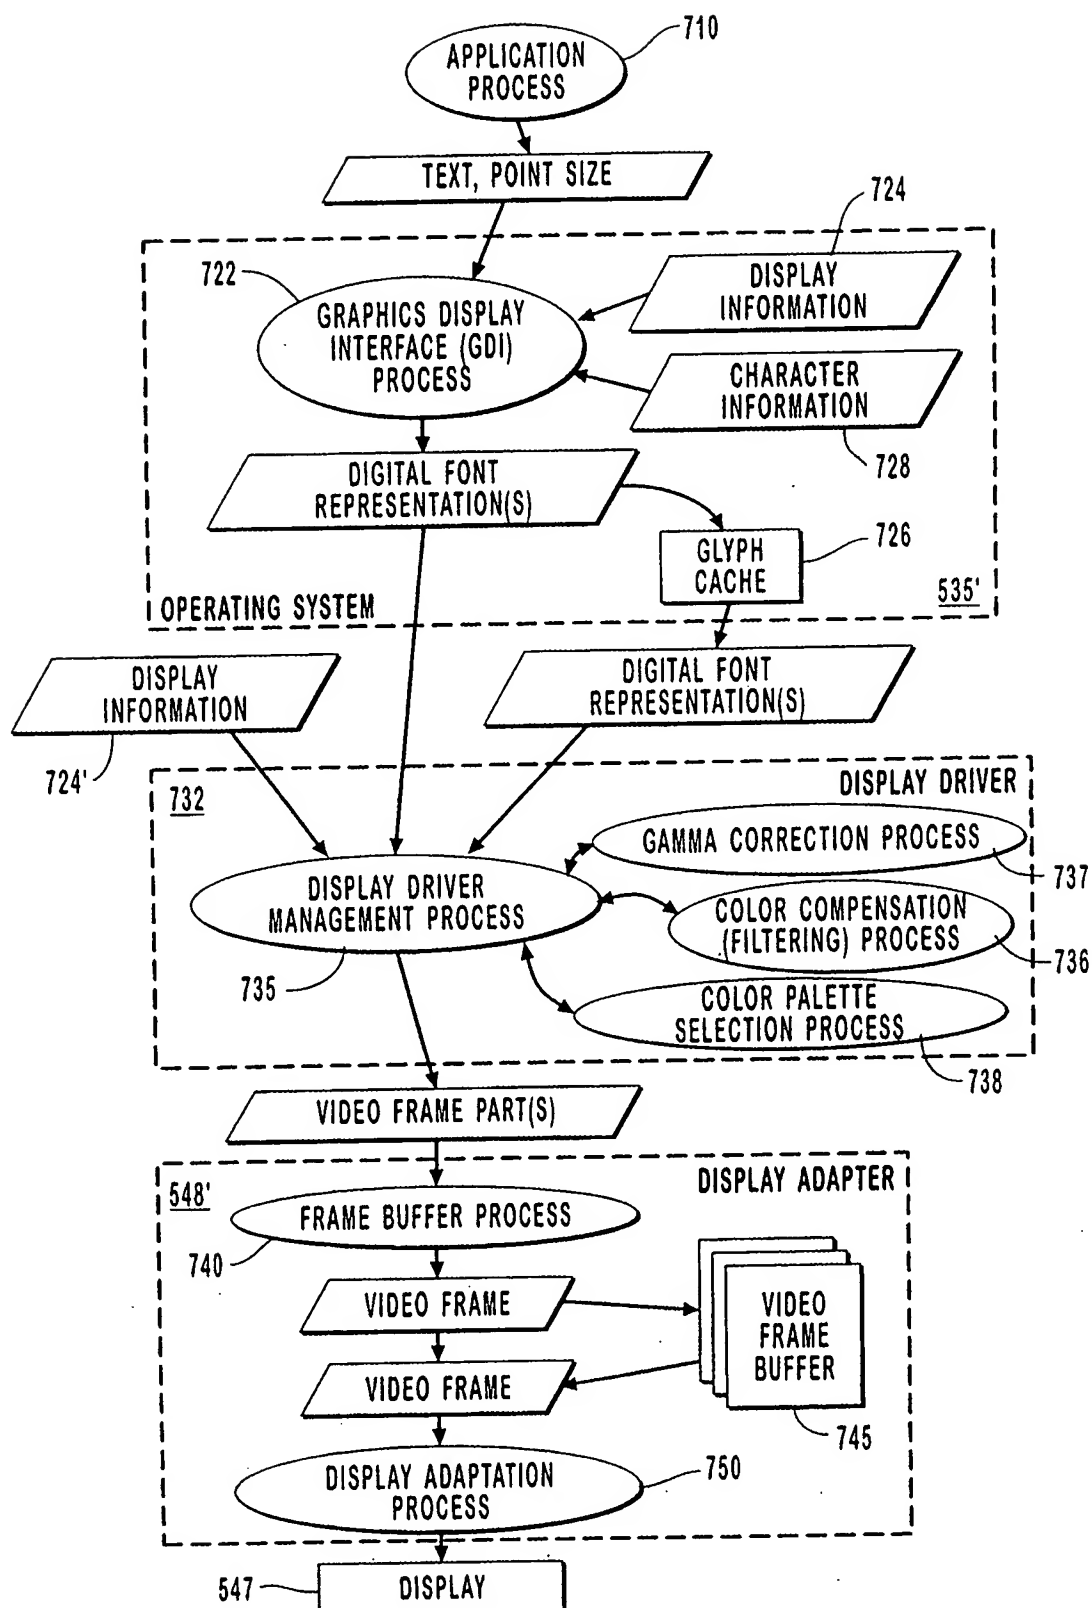 710
APPLICATION
PROCESS
TEXT, POINT SIZE
724
722
DISPLAY
INFORMATION
GRAPHICS DISPLAY
INTERFACE (GDI)
PROCESS
CHARACTER
INFORMATION
728
DIGITAL FONT
REPRESENTATION(S)
726
GLYPH
CACHE
OPERATING SYSTEM
535'
DISPLAY
INFORMATION
DIGITAL FONT
REPRESENTATION(S)
724'
732
DISPLAY DRIVER
GAMMA CORRECTION PROCESS
737
DISPLAY DRIVER
MANAGEMENT PROCESS
COLOR COMPENSATION
(FILTERING) PROCESS
736
735
COLOR PALETTE
SELECTION PROCESS
738
VIDEO FRAME PART(S)
548'
DISPLAY ADAPTER
FRAME BUFFER PROCESS
740
VIDEO FRAME
VIDEO
FRAME
BUFFER
VIDEO FRAME
745
DISPLAY ADAPTATION
PROCESS
750
547
DISPLAY